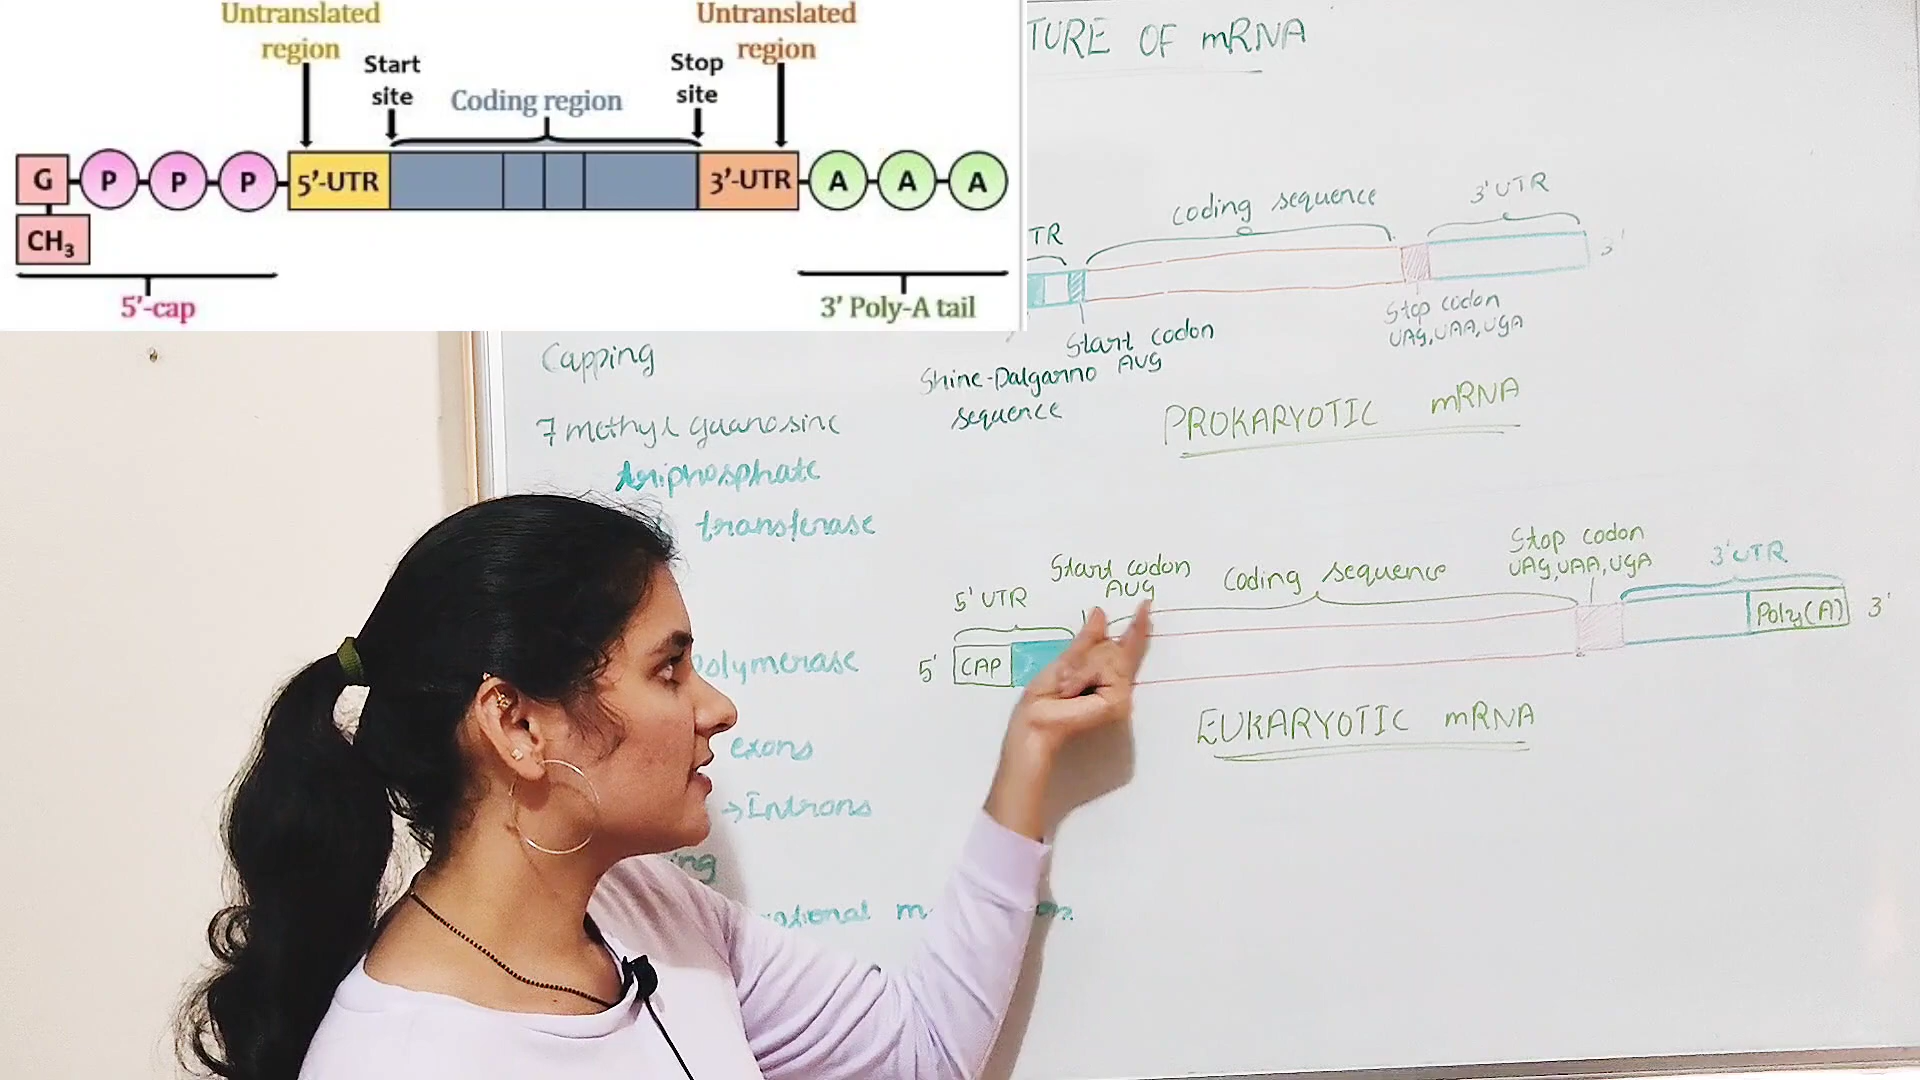 Untranslated region
Untranslated region
Start site
Stop site
Coding region
G P P P 5'-UTR 3'-UTR A A A
CH3
5'-cap
3' Poly-A tail
TURE OF mRNA
TR
Coding sequence
3'UTR
3'
Start codon
AUG
Stop codon
UAG, UAA, UGA
Shine-Dalgarno
sequence
PROKARYOTIC mRNA
Capping
7 methyl guanosine
triphosphate
transferase
polymerase
exons
→Introns
ng
5'UTR
Start codon
AUG
Coding sequence
Stop codon
UAG, UAA, UGA
3'UTR
5'
CAP
Poly(A)
3'
EUKARYOTIC mRNA